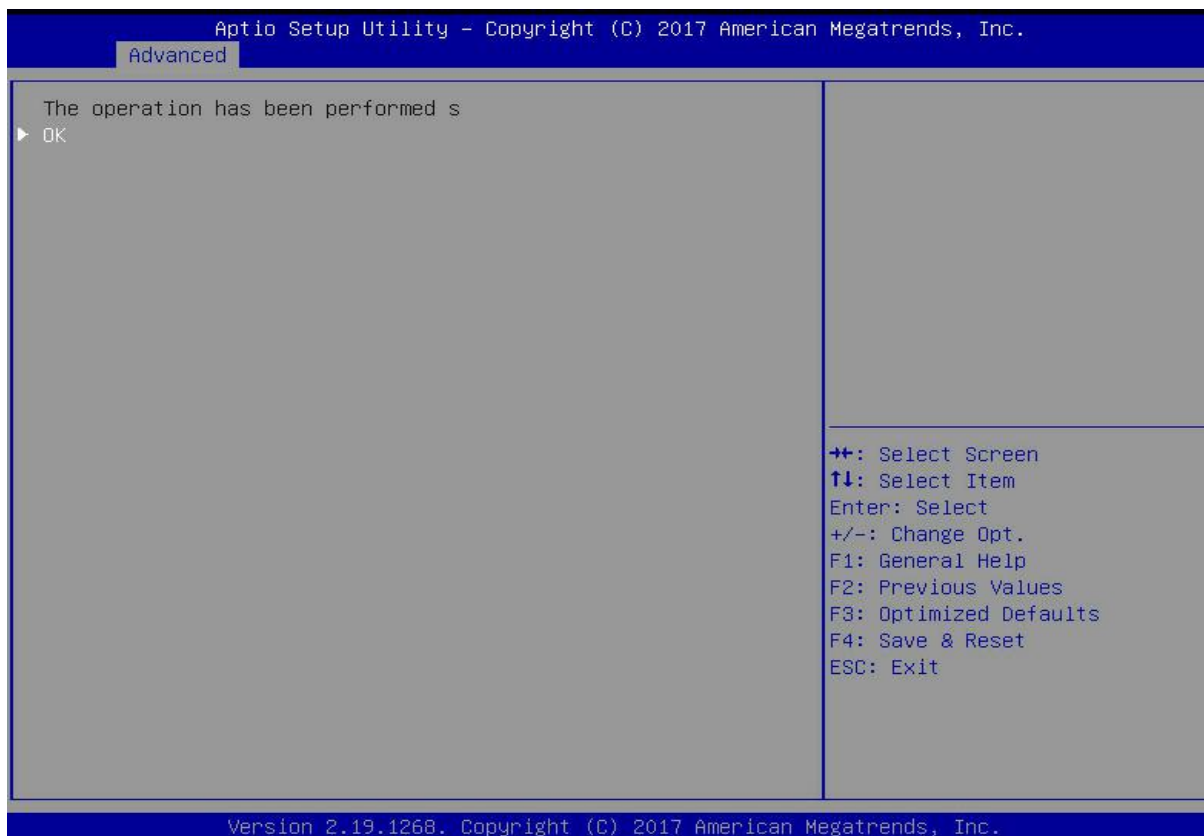 Aptio Setup Utility – Copyright (C) 2017 American Megatrends, Inc.
Advanced
The operation has been performed s
▶ OK
→←: Select Screen
↑↓: Select Item
Enter: Select
+/-: Change Opt.
F1: General Help
F2: Previous Values
F3: Optimized Defaults
F4: Save & Reset
ESC: Exit
Version 2.19.1268. Copyright (C) 2017 American Megatrends, Inc.